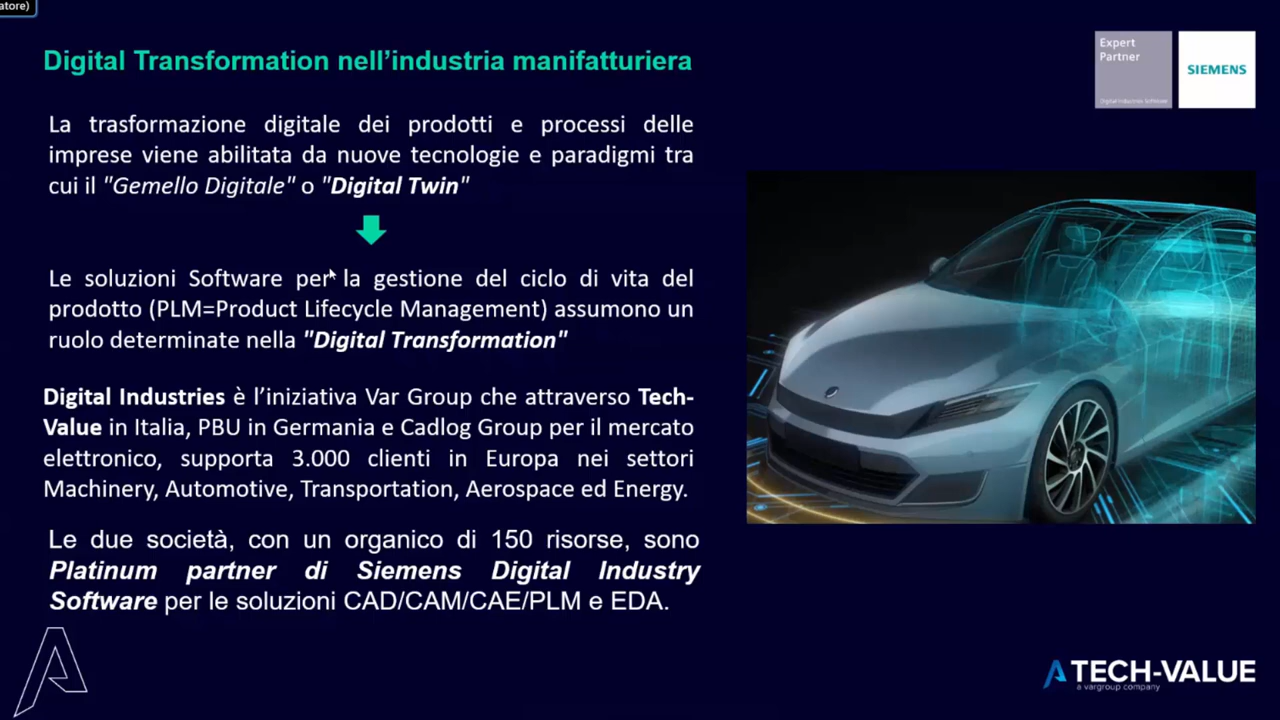 atore)
Digital Transformation nell'industria manifatturiera
Expert
Partner
Digital Industries Software
SIEMENS
La trasformazione digitale dei prodotti e processi delle
imprese viene abilitata da nuove tecnologie e paradigmi tra
cui il "Gemello Digitale" o "Digital Twin"
Le soluzioni Software per la gestione del ciclo di vita del
prodotto (PLM=Product Lifecycle Management) assumono un
ruolo determinate nella "Digital Transformation"
Digital Industries è l'iniziativa Var Group che attraverso Tech-
Value in Italia, PBU in Germania e Cadlog Group per il mercato
elettronico, supporta 3.000 clienti in Europa nei settori
Machinery, Automotive, Transportation, Aerospace ed Energy.
Le due società, con un organico di 150 risorse, sono
Platinum partner di Siemens Digital Industry
Software per le soluzioni CAD/CAM/CAE/PLM e EDA.
TECH-VALUE
a vargroup company